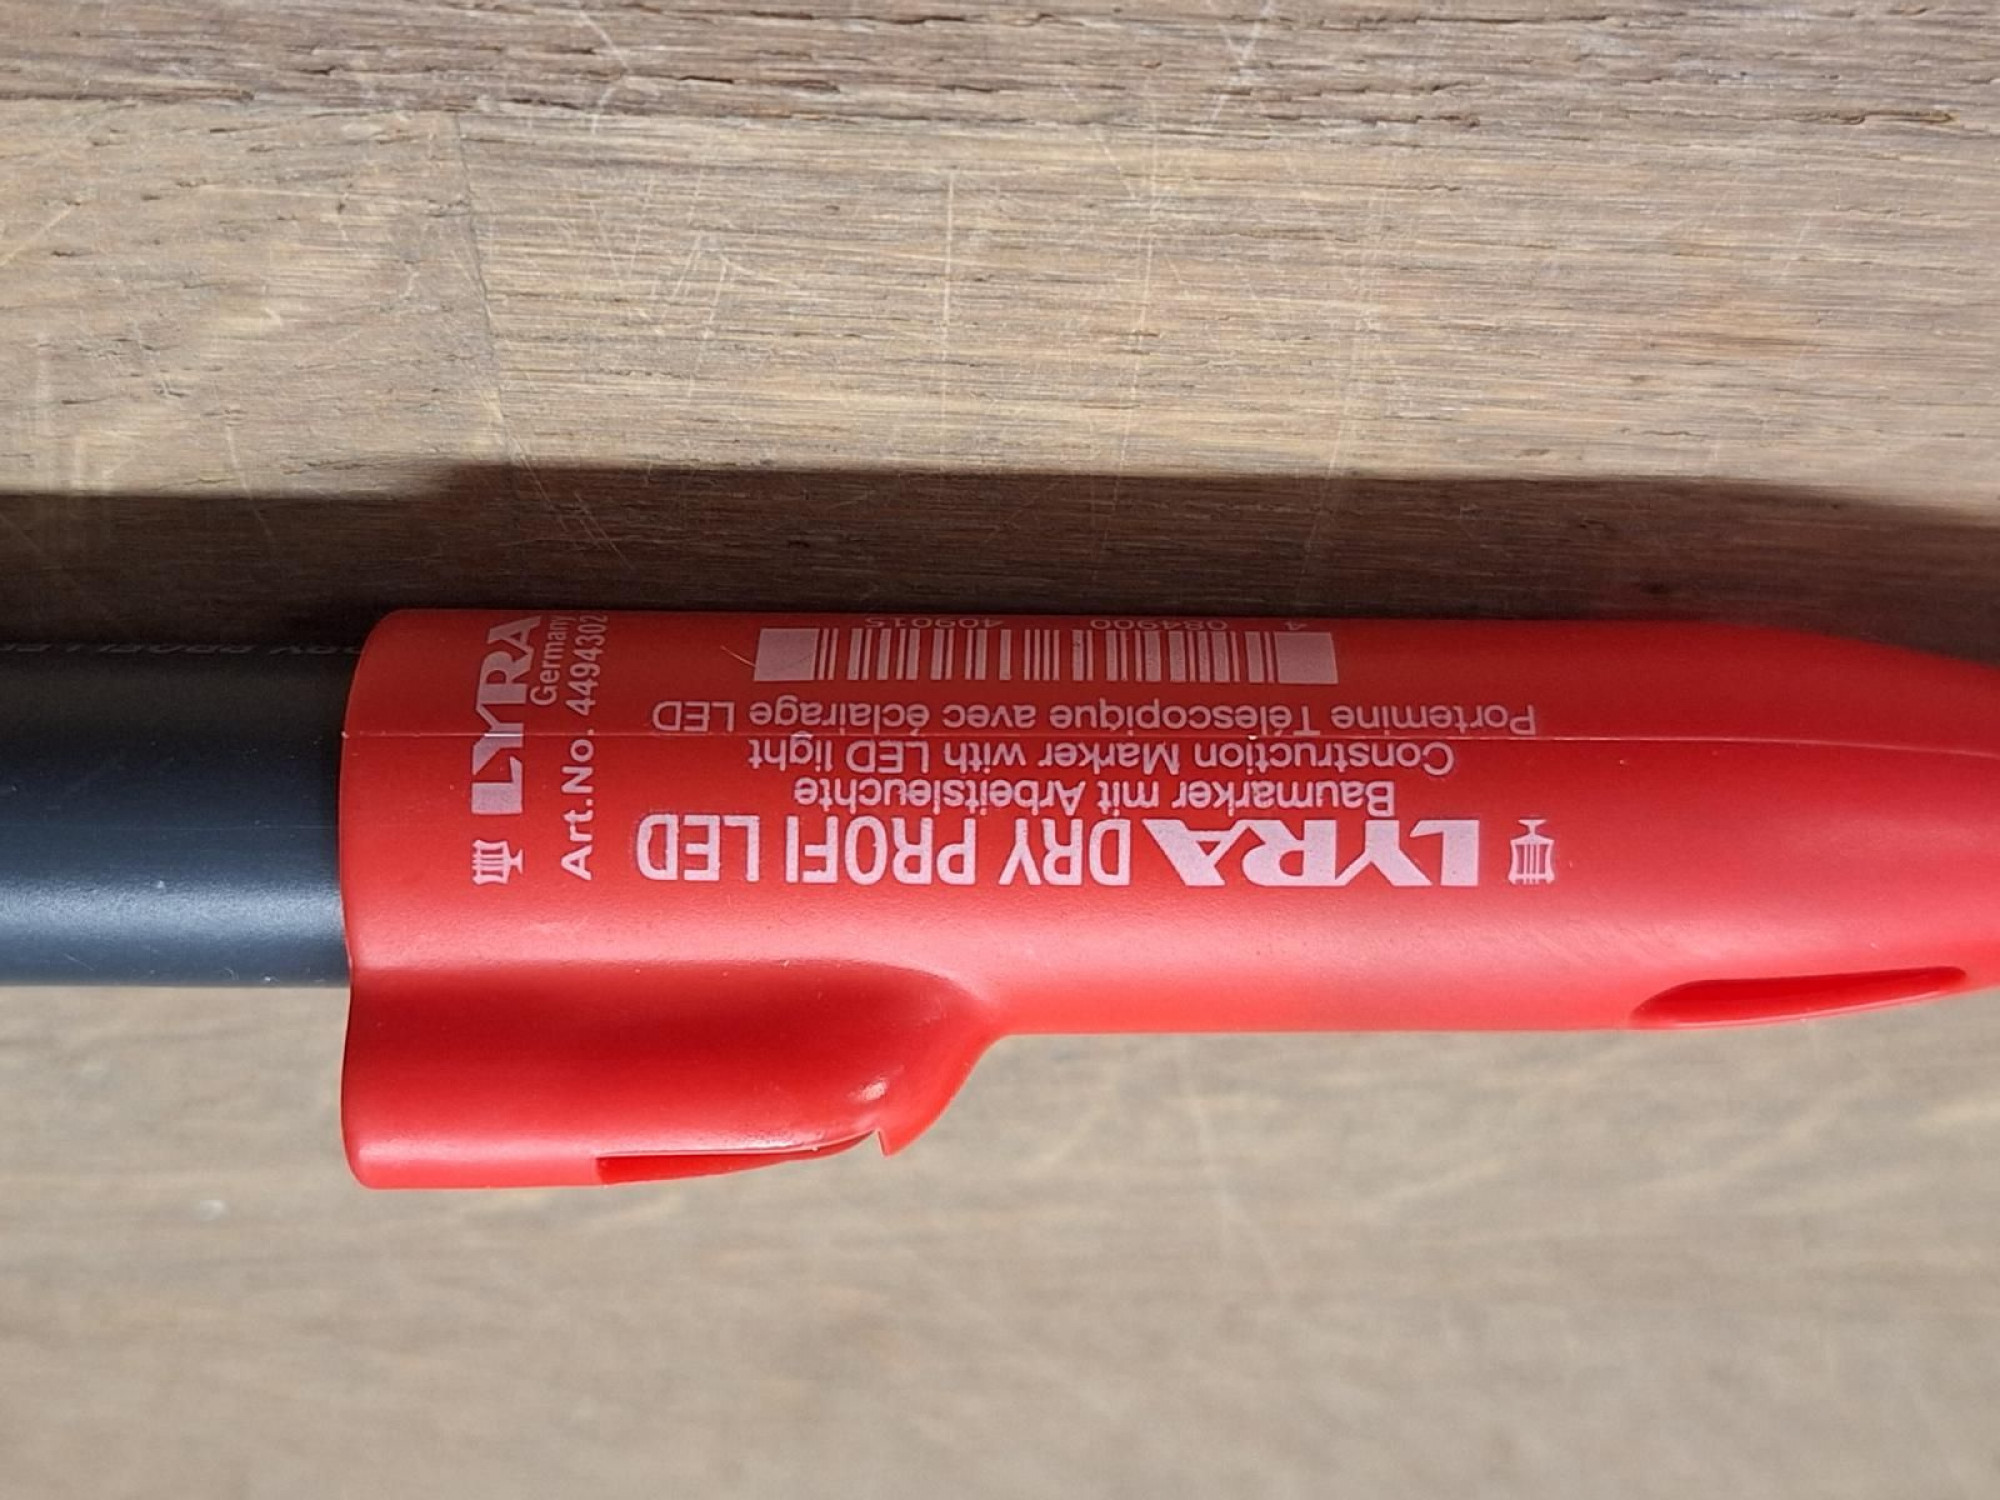 LYRA DRY PROFI LED
Baumarker mit Arbeitsleuchte
Construction Marker with LED light
Portemine Télescopique avec éclairage LED
4 084900 409015
LYRA
Germany
Art.No. 4494302